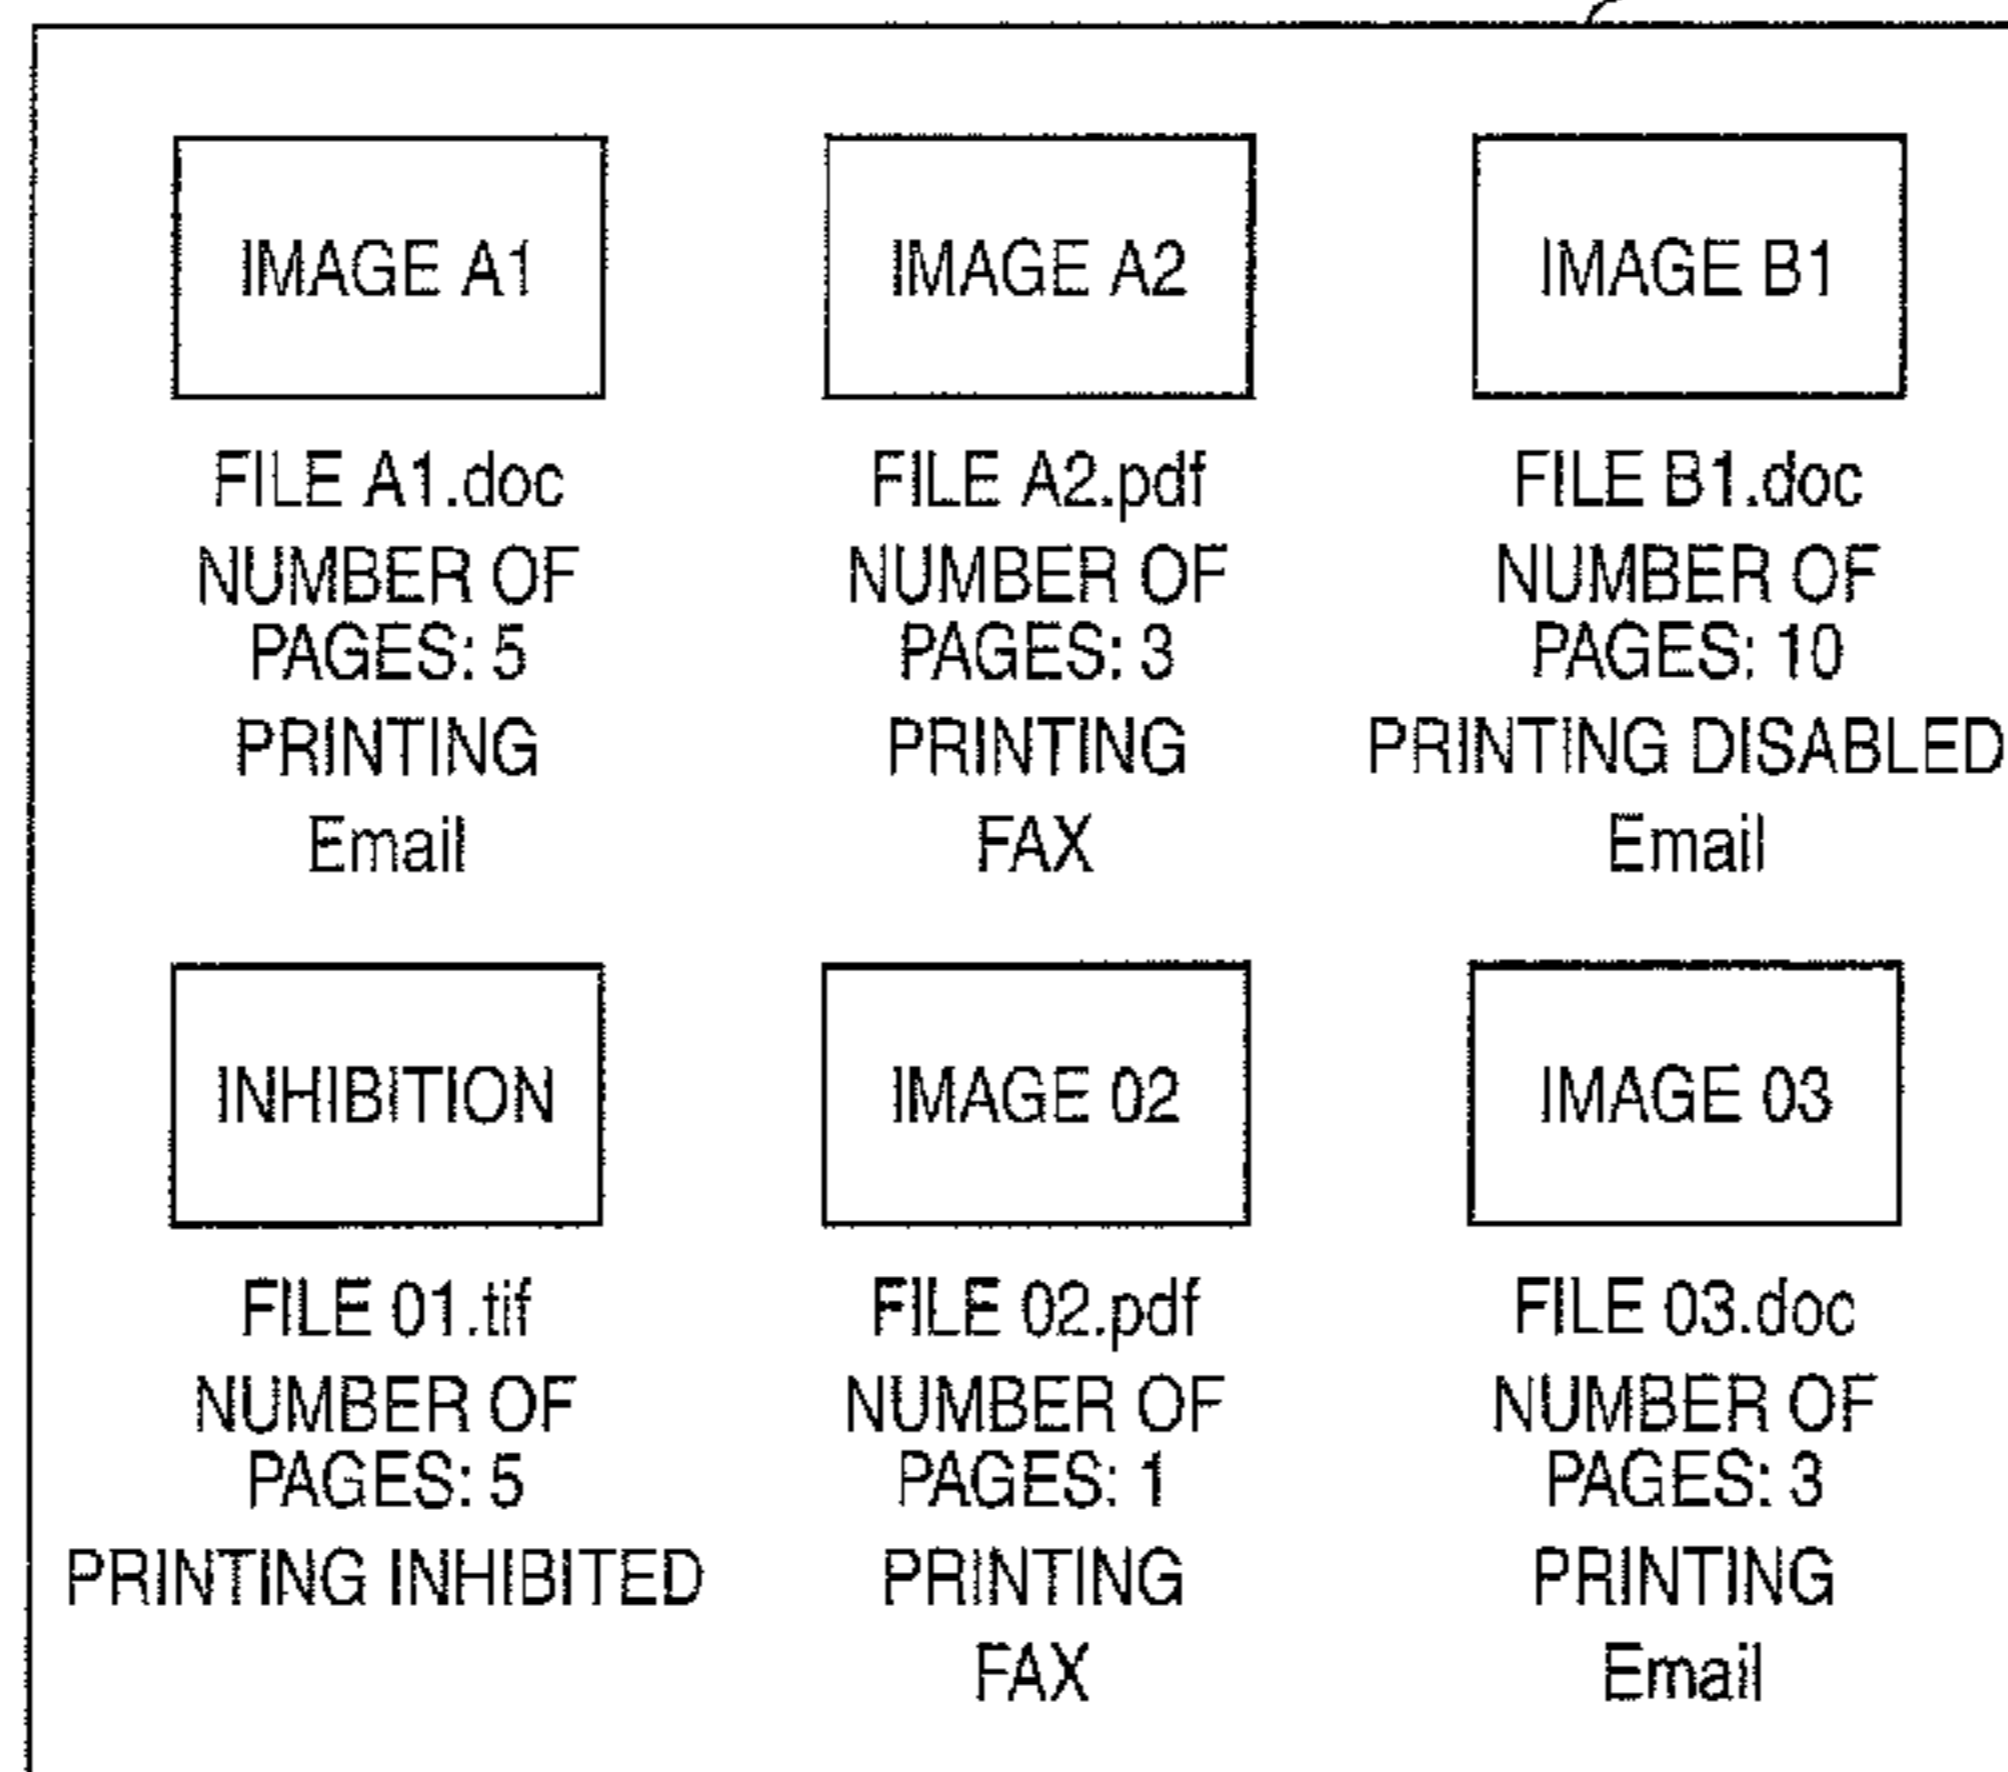 IMAGE A1
FILE A1.doc
NUMBER OF
PAGES: 5
PRINTING
Email
IMAGE A2
FILE A2.pdf
NUMBER OF
PAGES: 3
PRINTING
FAX
IMAGE B1
FILE B1.doc
NUMBER OF
PAGES: 10
PRINTING DISABLED
Email
INHIBITION
FILE 01.tif
NUMBER OF
PAGES: 5
PRINTING INHIBITED
IMAGE 02
FILE 02.pdf
NUMBER OF
PAGES: 1
PRINTING
FAX
IMAGE 03
FILE 03.doc
NUMBER OF
PAGES: 3
PRINTING
Email